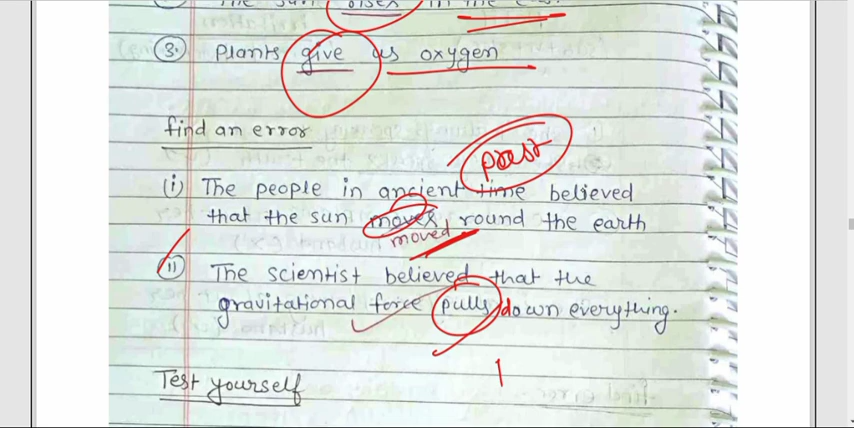 ③ Plants give us oxygen
find an error
past
(i) The people in ancient time believed
that the sun moves round the earth
moved
(ii) The scientist believed that the
gravitational force pulls down everything.
Test yourself